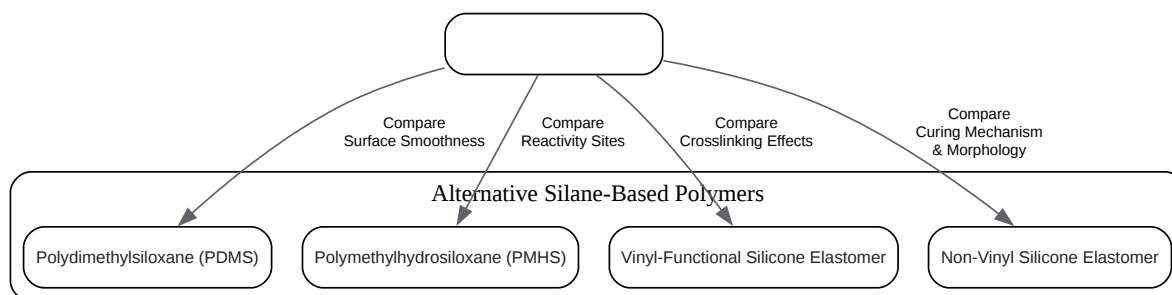 Compare
Surface Smoothness
Compare
Reactivity Sites
Compare
Crosslinking Effects
Compare
Curing Mechanism
& Morphology
Alternative Silane-Based Polymers
Polydimethylsiloxane (PDMS)
Polymethylhydrosiloxane (PMHS)
Vinyl-Functional Silicone Elastomer
Non-Vinyl Silicone Elastomer